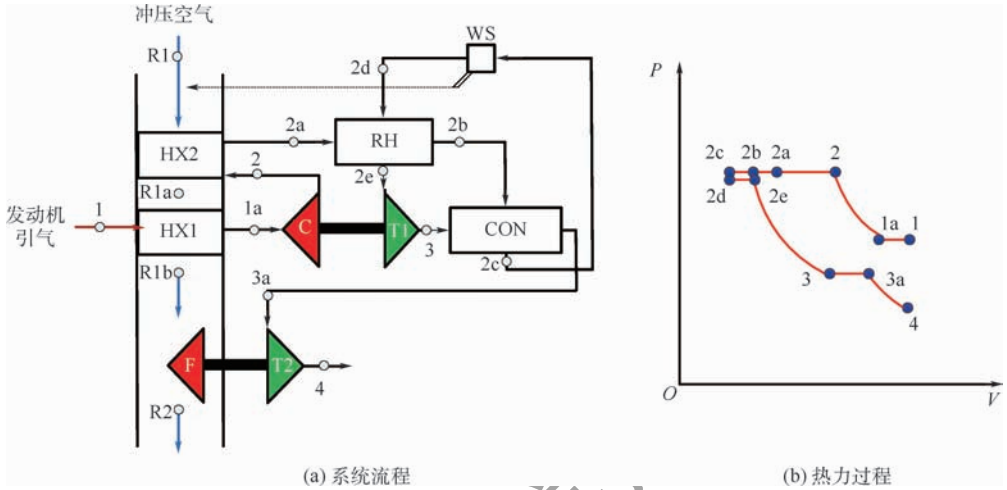 冲压空气
R1
WS
2d
HX2
2a
RH
2b
2
2e
R1a
发动机
引气
1
HX1
1a
C
T1
3
CON
2c
R1b
3a
F
T2
4
R2
(a) 系统流程
P
2c
2b
2a
2
2d
2e
1a
1
3
3a
4
O
V
(b) 热力过程